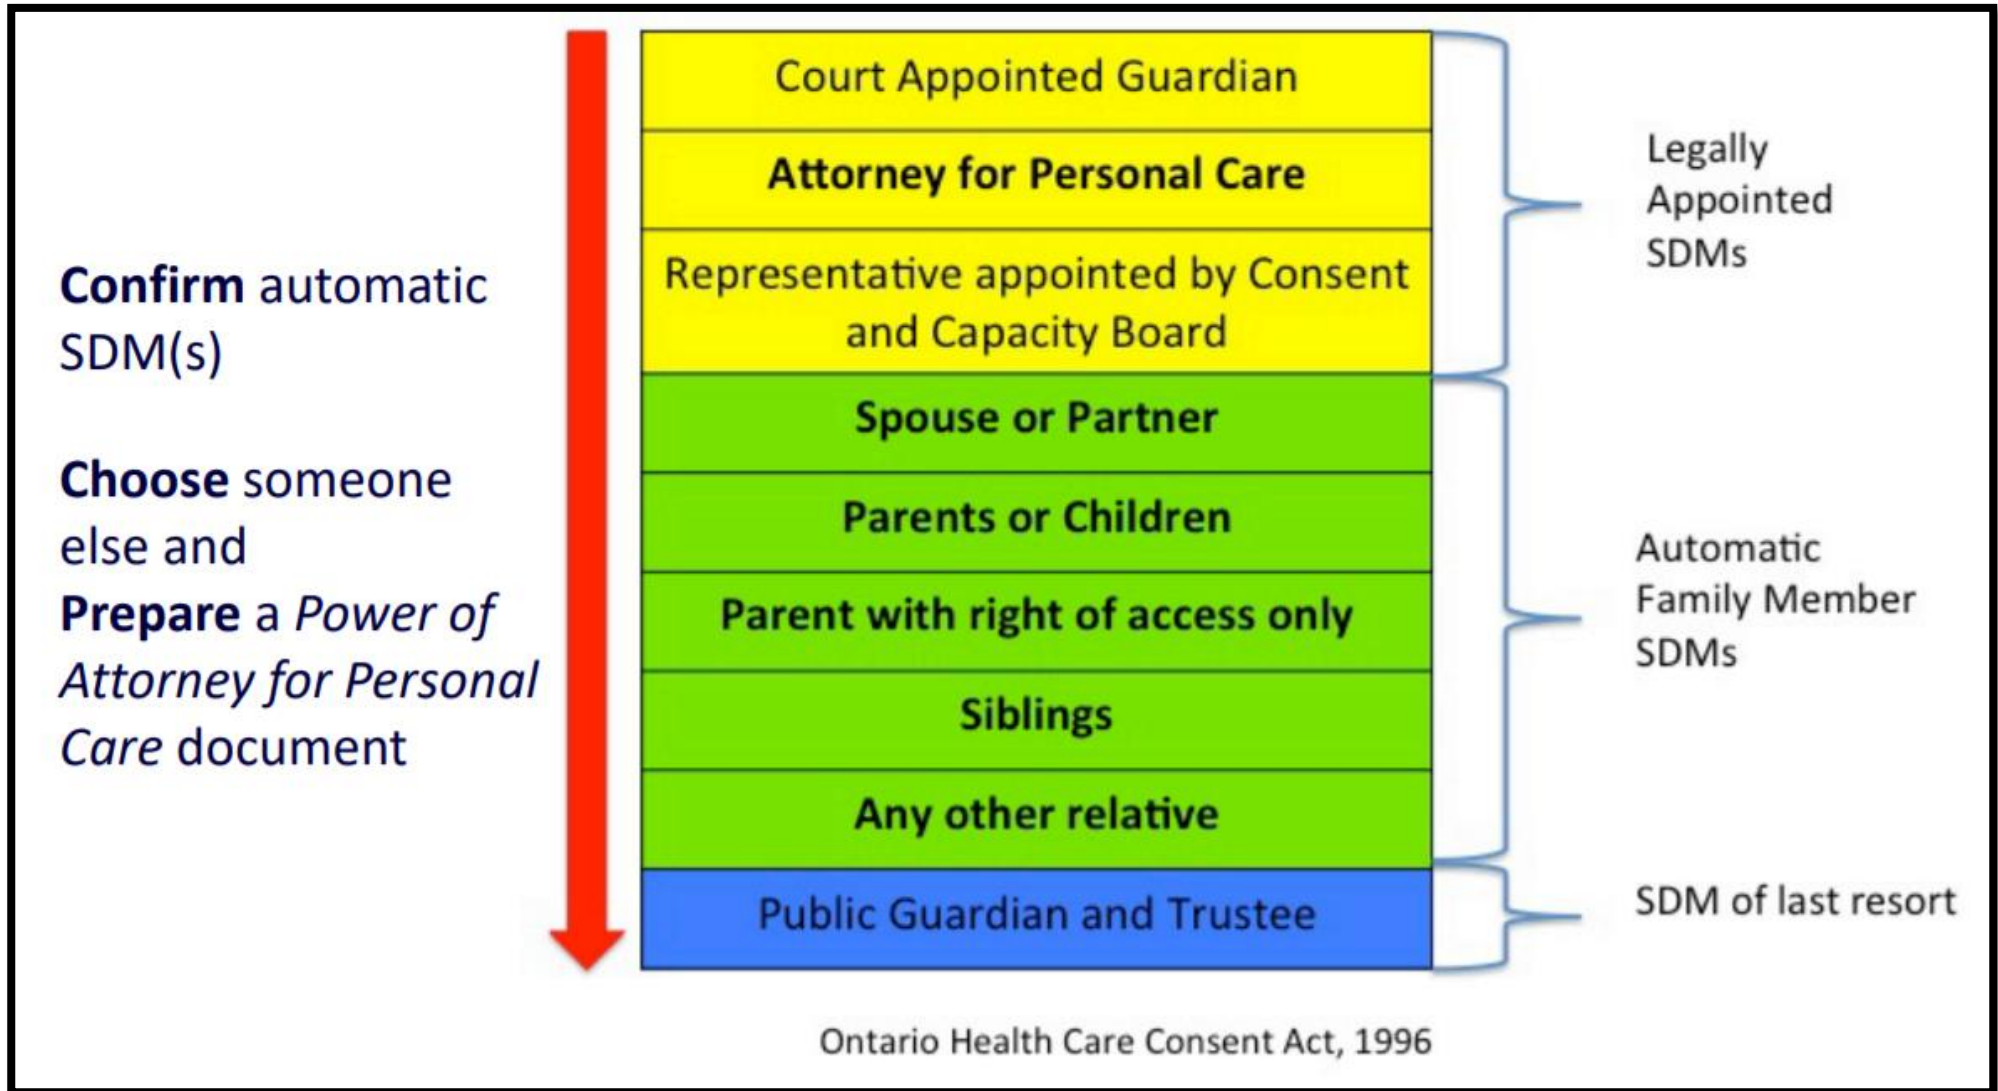 Confirm automatic
SDM(s)
Choose someone
else and
Prepare a Power of
Attorney for Personal
Care document
Court Appointed Guardian
Attorney for Personal Care
Representative appointed by Consent
and Capacity Board
Spouse or Partner
Parents or Children
Parent with right of access only
Siblings
Any other relative
Public Guardian and Trustee
Legally
Appointed
SDMs
Automatic
Family Member
SDMs
SDM of last resort
Ontario Health Care Consent Act, 1996